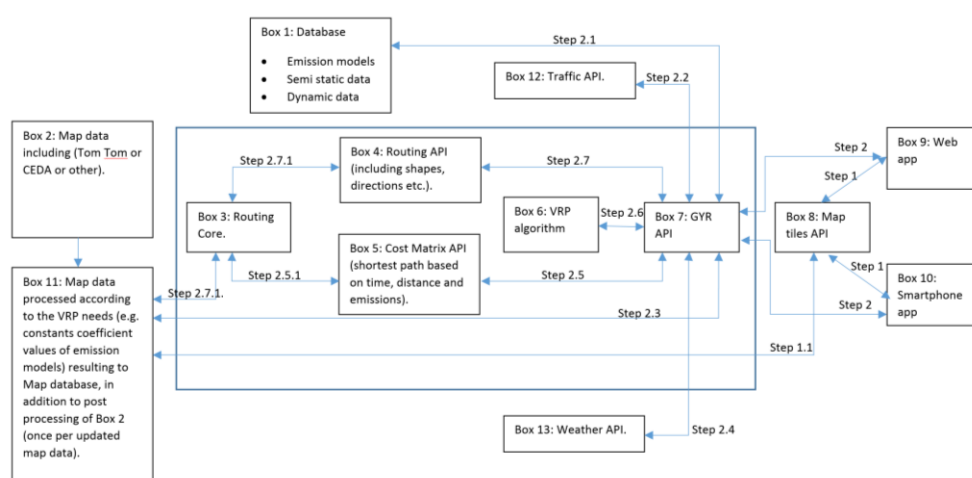 Box 1: Database
• Emission models
• Semi static data
• Dynamic data
Step 2.1
Box 12: Traffic API.
Step 2.2
Box 2: Map data
including (Tom Tom or
CEDA or other).
Box 4: Routing API
(including shapes,
directions etc.).
Step 2.7.1
Step 2.7
Box 3: Routing
Core.
Box 6: VRP
algorithm
Step 2.6
Box 7: GYR
API
Step 2
Box 9: Web
app
Step 1
Box 8: Map
tiles API
Box 5: Cost Matrix API
(shortest path based
on time, distance and
emissions).
Step 2.5.1
Step 2.5
Step 1
Box 10:
Smartphone
app
Step 2
Box 11: Map data
processed according
to the VRP needs (e.g.
constants coefficient
values of emission
models) resulting to
Map database, in
addition to post
processing of Box 2
(once per updated
map data).
Step 2.7.1.
Step 2.3
Step 1.1
Box 13: Weather API.
Step 2.4